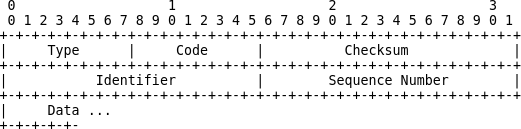 0                   1                   2                   3
 0 1 2 3 4 5 6 7 8 9 0 1 2 3 4 5 6 7 8 9 0 1 2 3 4 5 6 7 8 9 0 1
+-+-+-+-+-+-+-+-+-+-+-+-+-+-+-+-+-+-+-+-+-+-+-+-+-+-+-+-+-+-+-+-+
|     Type      |     Code      |          Checksum             |
+-+-+-+-+-+-+-+-+-+-+-+-+-+-+-+-+-+-+-+-+-+-+-+-+-+-+-+-+-+-+-+-+
|           Identifier          |        Sequence Number        |
+-+-+-+-+-+-+-+-+-+-+-+-+-+-+-+-+-+-+-+-+-+-+-+-+-+-+-+-+-+-+-+-+
|     Data ...
+-+-+-+-+-